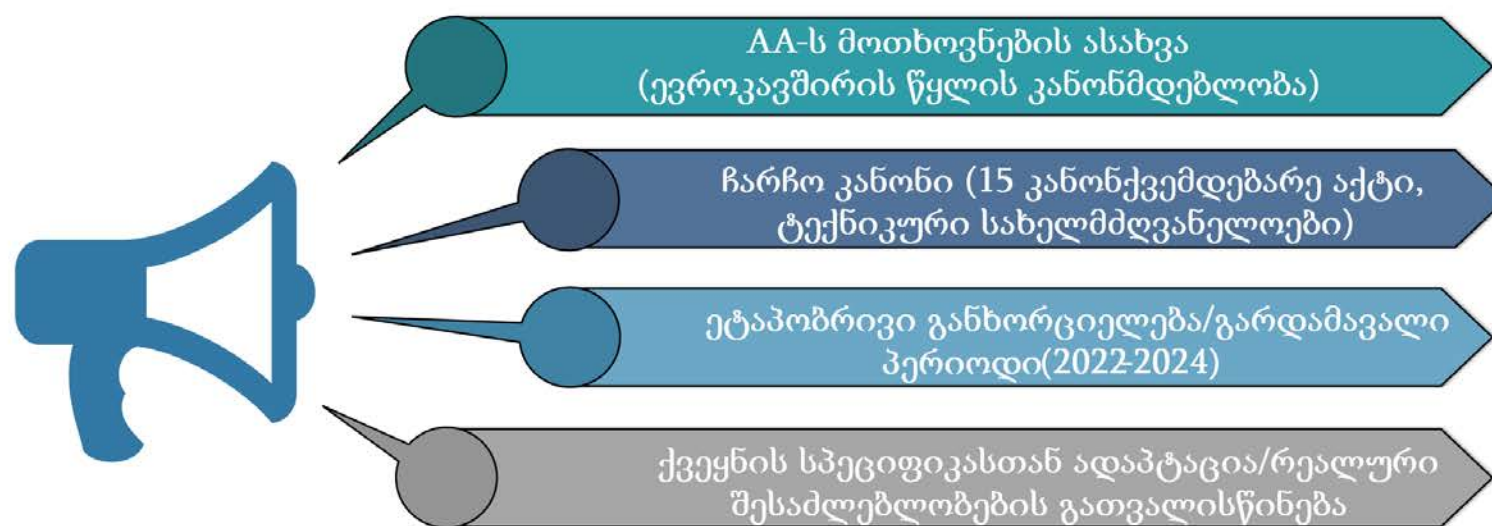 AA-ს მოთხოვნების ასახვა
(ევროკავშირის წყლის კანონმდებლობა)
ჩარჩო კანონი (15 კანონქვემდებარე აქტი,
ტექნიკური სახელმძღვანელოები)
ეტაპობრივი განხორციელება/გარდამავალი
პერიოდი(2022-2024)
ქვეყნის სპეციფიკასთან ადაპტაცია/რეალური
შესაძლებლობების გათვალისწინება